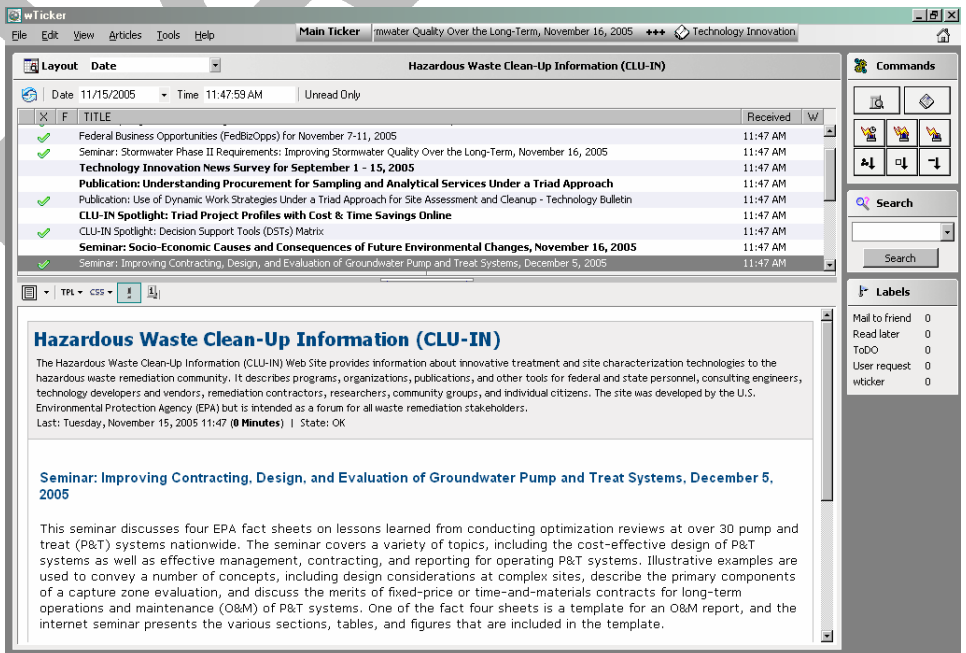 wTicker
File Edit View Articles Tools Help
Main Ticker mwater Quality Over the Long-Term, November 16, 2005 +++ Technology Innovation
Layout Date
Hazardous Waste Clean-Up Information (CLU-IN)
Date 11/15/2005 Time 11:47:59 AM Unread Only
X F TITLE Received W
Federal Business Opportunities (FedBizOpps) for November 7-11, 2005 11:47 AM
Seminar: Stormwater Phase II Requirements: Improving Stormwater Quality Over the Long-Term, November 16, 2005 11:47 AM
Technology Innovation News Survey for September 1 - 15, 2005 11:47 AM
Publication: Understanding Procurement for Sampling and Analytical Services Under a Triad Approach 11:47 AM
Publication: Use of Dynamic Work Strategies Under a Triad Approach for Site Assessment and Cleanup - Technology Bulletin 11:47 AM
CLU-IN Spotlight: Triad Project Profiles with Cost & Time Savings Online 11:47 AM
CLU-IN Spotlight: Decision Support Tools (DSTs) Matrix 11:47 AM
Seminar: Socio-Economic Causes and Consequences of Future Environmental Changes, November 16, 2005 11:47 AM
Seminar: Improving Contracting, Design, and Evaluation of Groundwater Pump and Treat Systems, December 5, 2005 11:47 AM
TPL CSS
Hazardous Waste Clean-Up Information (CLU-IN)
The Hazardous Waste Clean-Up Information (CLU-IN) Web Site provides information about innovative treatment and site characterization technologies to the
hazardous waste remediation community. It describes programs, organizations, publications, and other tools for federal and state personnel, consulting engineers,
technology developers and vendors, remediation contractors, researchers, community groups, and individual citizens. The site was developed by the U.S.
Environmental Protection Agency (EPA) but is intended as a forum for all waste remediation stakeholders.
Last: Tuesday, November 15, 2005 11:47 (0 Minutes) | State: OK
Seminar: Improving Contracting, Design, and Evaluation of Groundwater Pump and Treat Systems, December 5,
2005
This seminar discusses four EPA fact sheets on lessons learned from conducting optimization reviews at over 30 pump and
treat (P&T) systems nationwide. The seminar covers a variety of topics, including the cost-effective design of P&T
systems as well as effective management, contracting, and reporting for operating P&T systems. Illustrative examples are
used to convey a number of concepts, including design considerations at complex sites, describe the primary components
of a capture zone evaluation, and discuss the merits of fixed-price or time-and-materials contracts for long-term
operations and maintenance (O&M) of P&T systems. One of the fact four sheets is a template for an O&M report, and the
internet seminar presents the various sections, tables, and figures that are included in the template.
Commands
Search
Search
Labels
Mail to friend 0
Read later 0
ToDO 0
User request 0
wticker 0